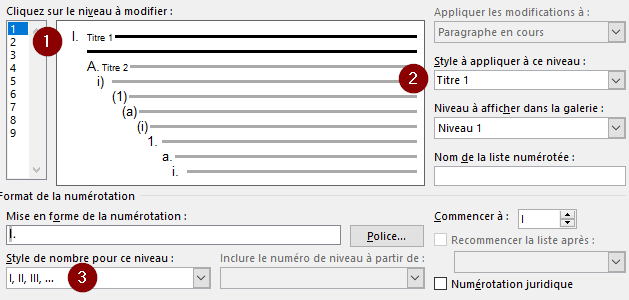 Cliquez sur le niveau à modifier :
Appliquer les modifications à :
1
2
3
4
5
6
7
8
9
1
I. Titre 1
A. Titre 2
i)
(1)
(a)
(i)
1.
a.
i.
Paragraphe en cours
Style à appliquer à ce niveau :
2
Titre 1
Niveau à afficher dans la galerie :
Niveau 1
Nom de la liste numérotée :
Format de la numérotation
Mise en forme de la numérotation :
I.
Police...
Commencer à :
I
Recommencer la liste après :
Style de nombre pour ce niveau :
I, II, III, ...
3
Inclure le numéro de niveau à partir de :
Numérotation juridique